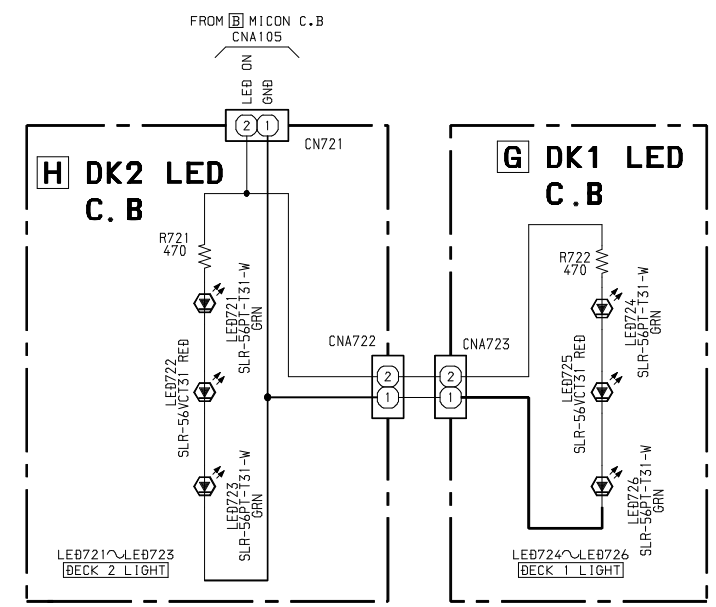 FROM B MICON C.B
CNA105
LED ON
GND
2 1
CN721
H DK2 LED
C.B
R721
470
LED721
SLR-56PT-T31-W
GRN
LED722
SLR-56VCT31 RED
LED723
SLR-56PT-T31-W
GRN
CNA722
2
1
LED721~LED723
DECK 2 LIGHT
G DK1 LED
C.B
R722
470
LED724
SLR-56PT-T31-W
GRN
CNA723
2
1
LED725
SLR-56VCT31 RED
LED726
SLR-56PT-T31-W
GRN
LED724~LED726
DECK 1 LIGHT